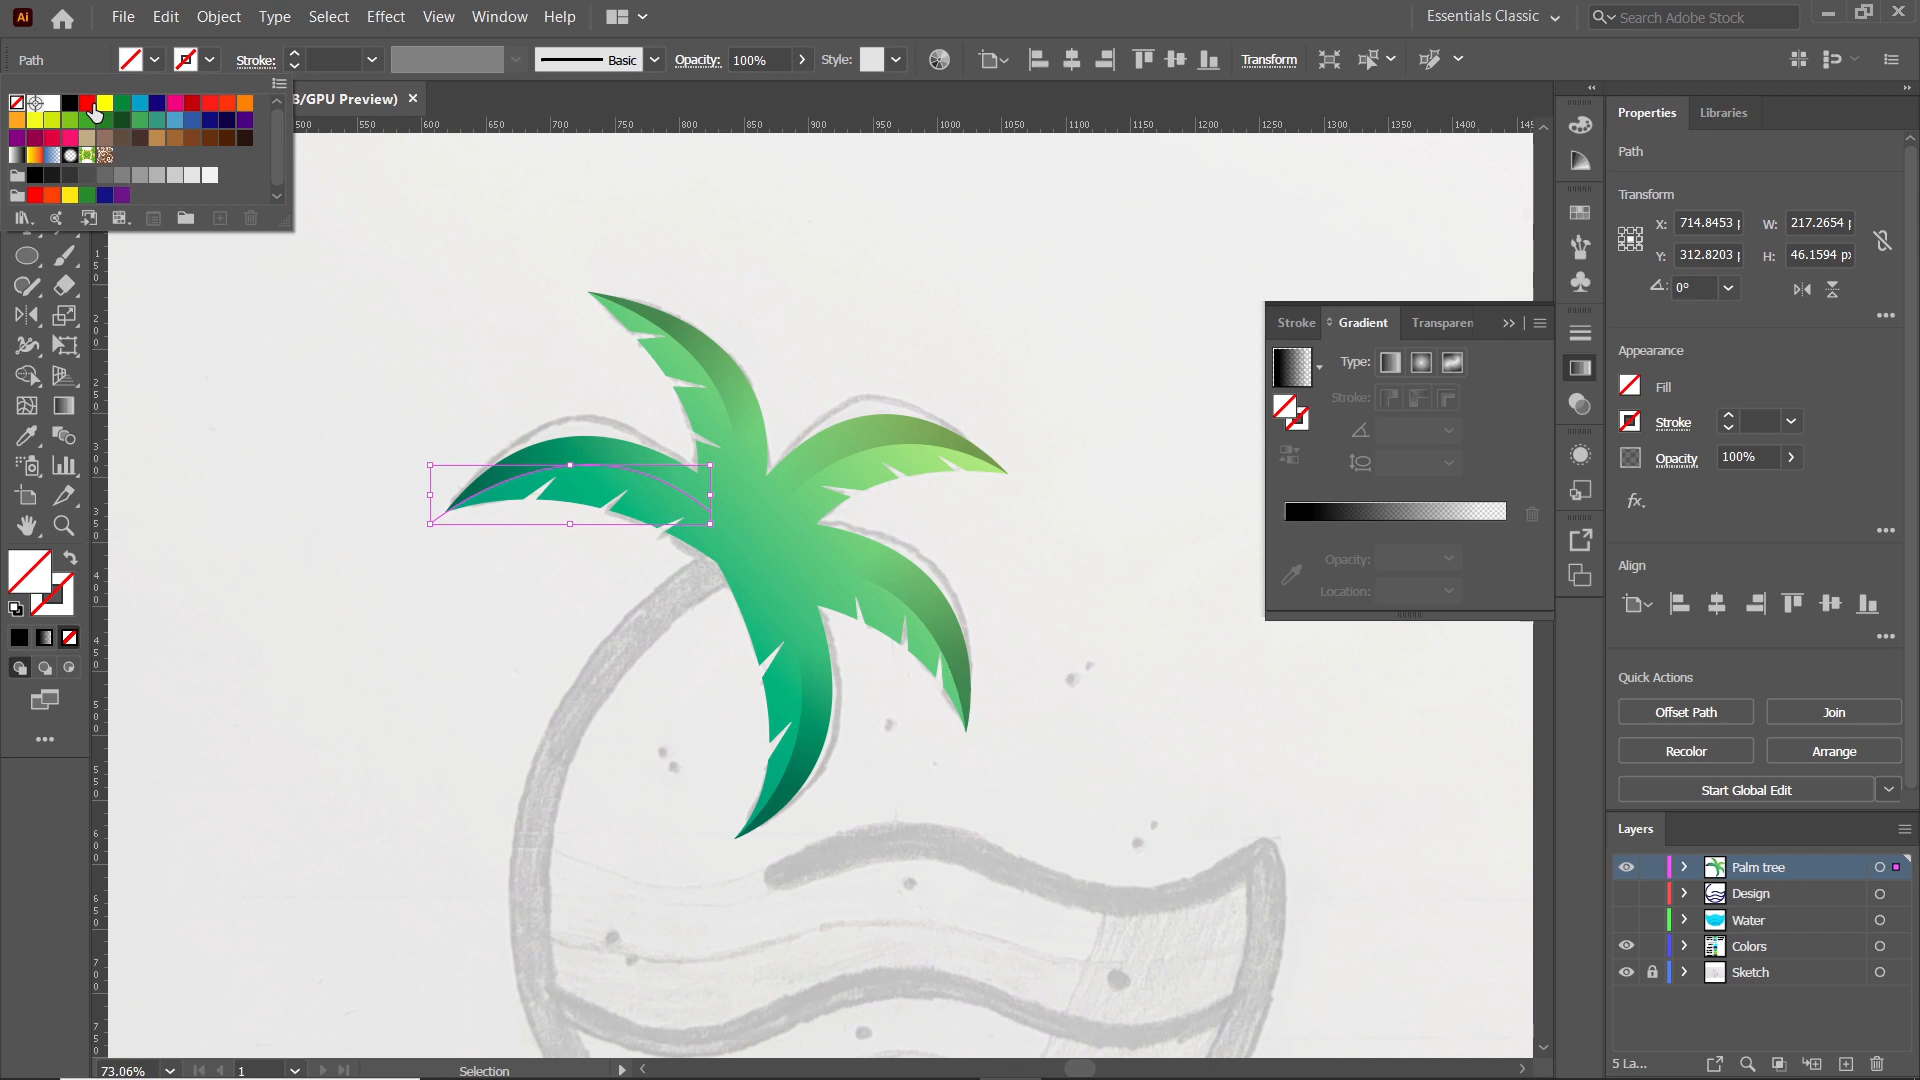 Ai File Edit Object Type Select Effect View Window Help Essentials Classic Search Adobe Stock
Path Stroke: Basic Opacity: 100% Style: Transform
3/GPU Preview) ×
500 550 600 650 700 750 800 850 900 950 1000 1050 1100 1150 1200 1250 1300 1350 1400 145
Properties Libraries
Path
Transform
X: 714.8453 p W: 217.2654 p
Y: 312.8203 p H: 46.1594 px
0°
Stroke Gradient Transparen
Type:
Stroke:
Opacity:
Location:
Appearance
Fill
Stroke
Opacity 100%
fx.
Align
Quick Actions
Offset Path Join
Recolor Arrange
Start Global Edit
Layers
Palm tree
Design
Water
Colors
Sketch
5 La...
73.06% 1 Selection